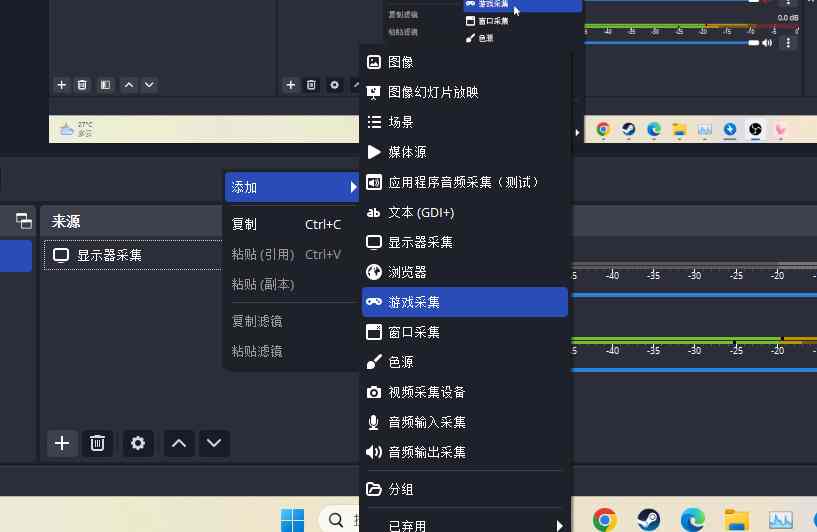 游戏采集
复制滤镜
窗口采集
粘贴滤镜
色源
0.0 dB
27°C
多云
图像
图像幻灯片放映
场景
媒体源
应用程序音频采集（测试）
文本 (GDI+)
显示器采集
浏览器
游戏采集
窗口采集
色源
视频采集设备
音频输入采集
音频输出采集
分组
已弃用
添加
复制 Ctrl+C
粘贴 (引用) Ctrl+V
粘贴 (副本)
复制滤镜
粘贴滤镜
来源
显示器采集
-40 -35 -30 -25 -20
-40 -35 -30 -25 -20